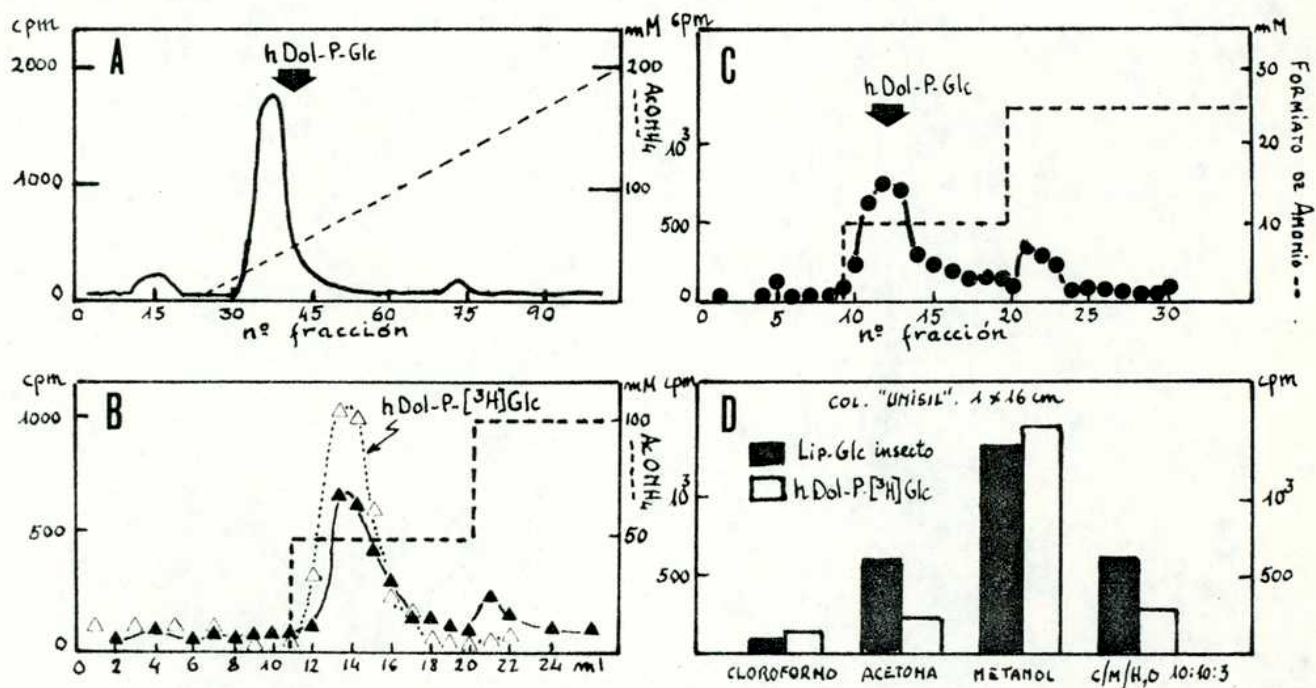 A
cpm
2000
1000
0
0 15 30 45 60 75 90
nº fracción
hDol-P-Glc
mM
200
100
AcONH4
B
cpm
1000
500
0
0 2 4 6 8 10 12 14 16 18 20 22 24 ml
hDol-P-[³H]Glc
mM
100
50
AcONH4
C
cpm
10³
500
0
0 5 10 15 20 25 30
nº fracción
hDol-P-Glc
mM
30
20
10
FORMIATO DE AMONIO --
D
cpm
10³
500
COL. "UNISIL". 1 x 16 cm
Lip-Glc insecto
hDol-P-[³H]Glc
cpm
10³
500
CLOROFORMO ACETONA METANOL C/M/H₂O 10:10:3